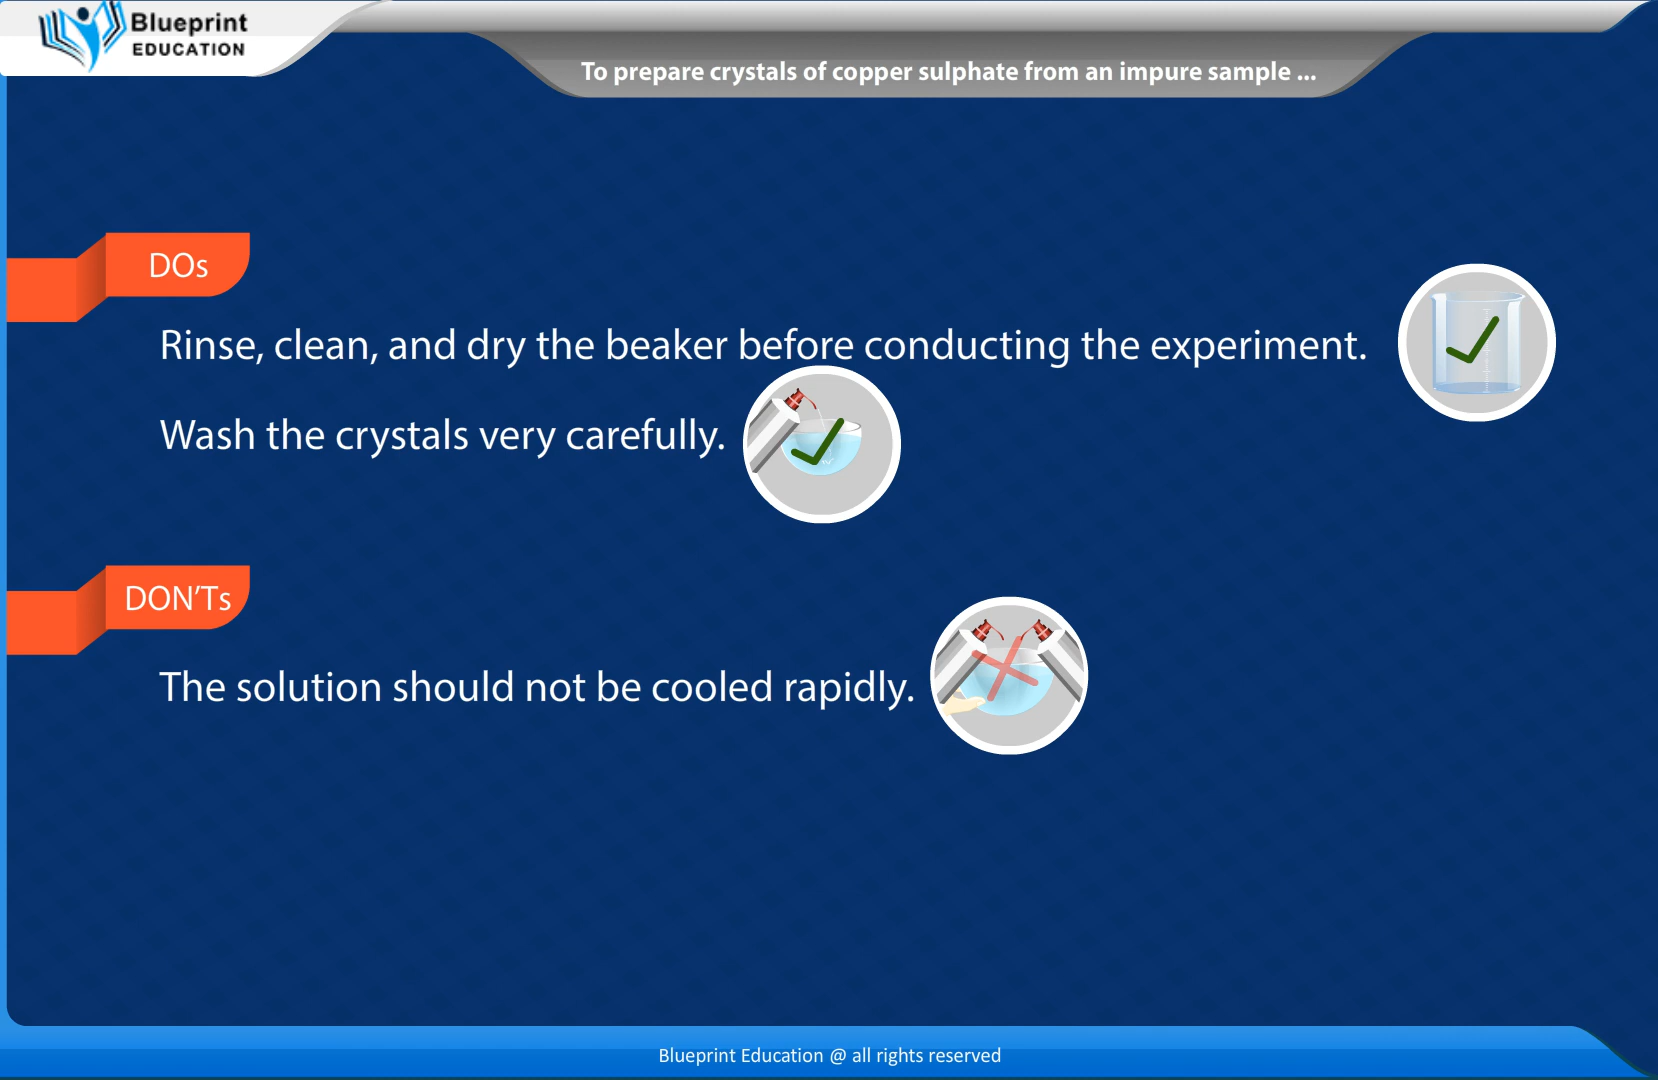 Blueprint
EDUCATION
To prepare crystals of copper sulphate from an impure sample ...
DOs
Rinse, clean, and dry the beaker before conducting the experiment.
Wash the crystals very carefully.
DON'Ts
The solution should not be cooled rapidly.
Blueprint Education @ all rights reserved